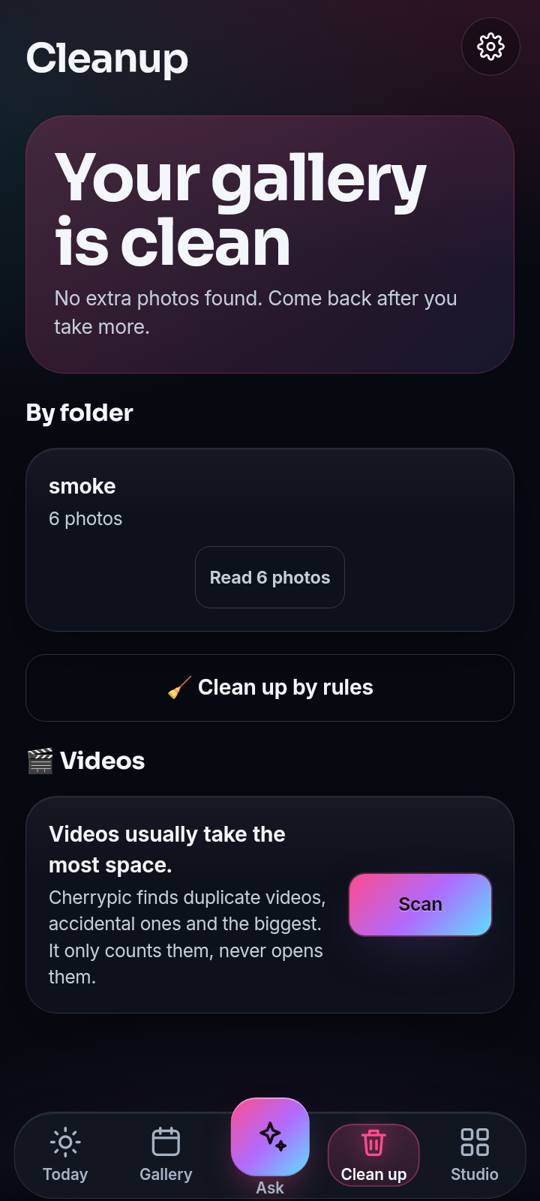 Cleanup
Your gallery
is clean
No extra photos found. Come back after you
take more.
By folder
smoke
6 photos
Read 6 photos
🧹 Clean up by rules
🎬 Videos
Videos usually take the
most space.
Cherrypic finds duplicate videos,
accidental ones and the biggest.
It only counts them, never opens
them.
Scan
Today
Gallery
Ask
Clean up
Studio